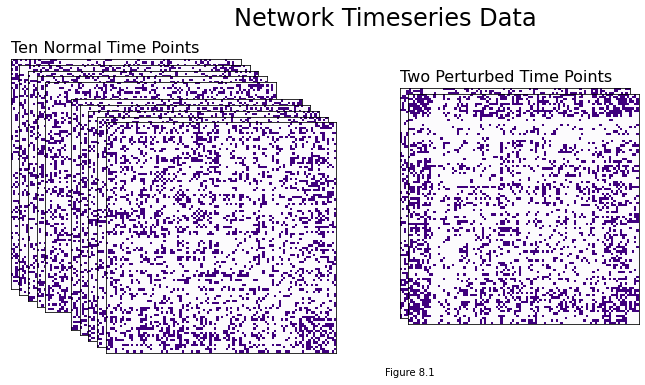 Network Timeseries Data
Ten Normal Time Points
Two Perturbed Time Points
Figure 8.1